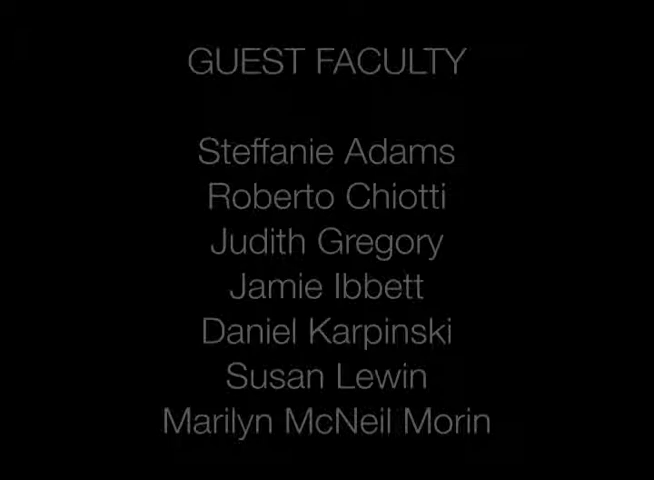 GUEST FACULTY
Steffanie Adams
Roberto Chiotti
Judith Gregory
Jamie Ibbett
Daniel Karpinski
Susan Lewin
Marilyn McNeil Morin